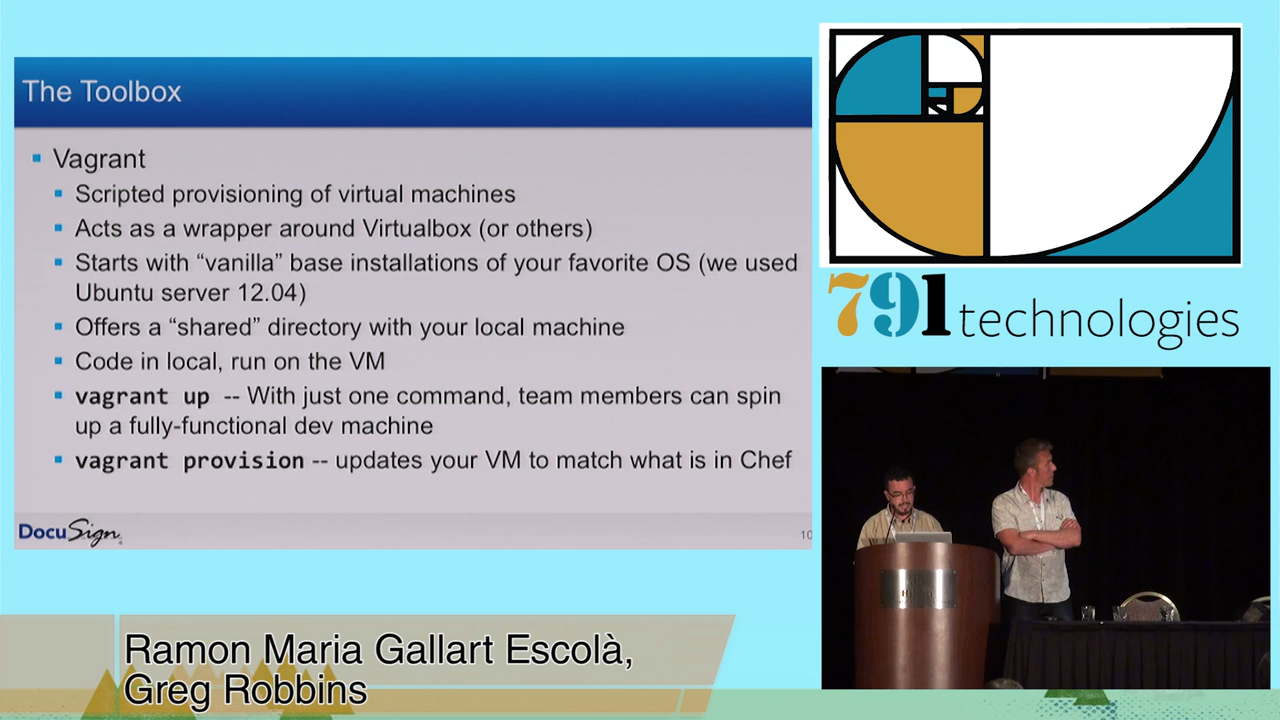 The Toolbox
Vagrant
Scripted provisioning of virtual machines
Acts as a wrapper around Virtualbox (or others)
Starts with “vanilla” base installations of your favorite OS (we used
Ubuntu server 12.04)
Offers a “shared” directory with your local machine
Code in local, run on the VM
vagrant up -- With just one command, team members can spin
up a fully-functional dev machine
vagrant provision -- updates your VM to match what is in Chef
DocuSign
10
791 technologies
Ramon Maria Gallart Escolà,
Greg Robbins